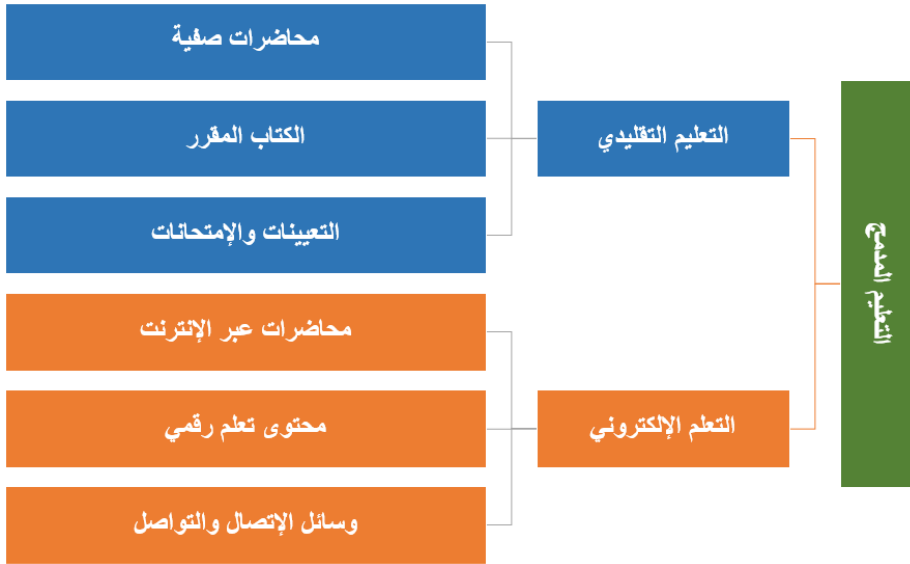 التعليم المدمج
التعليم التقليدي
محاضرات صفية
الكتاب المقرر
التعيينات والإمتحانات
التعلم الإلكتروني
محاضرات عبر الإنترنت
محتوى تعلم رقمي
وسائل الإتصال والتواصل